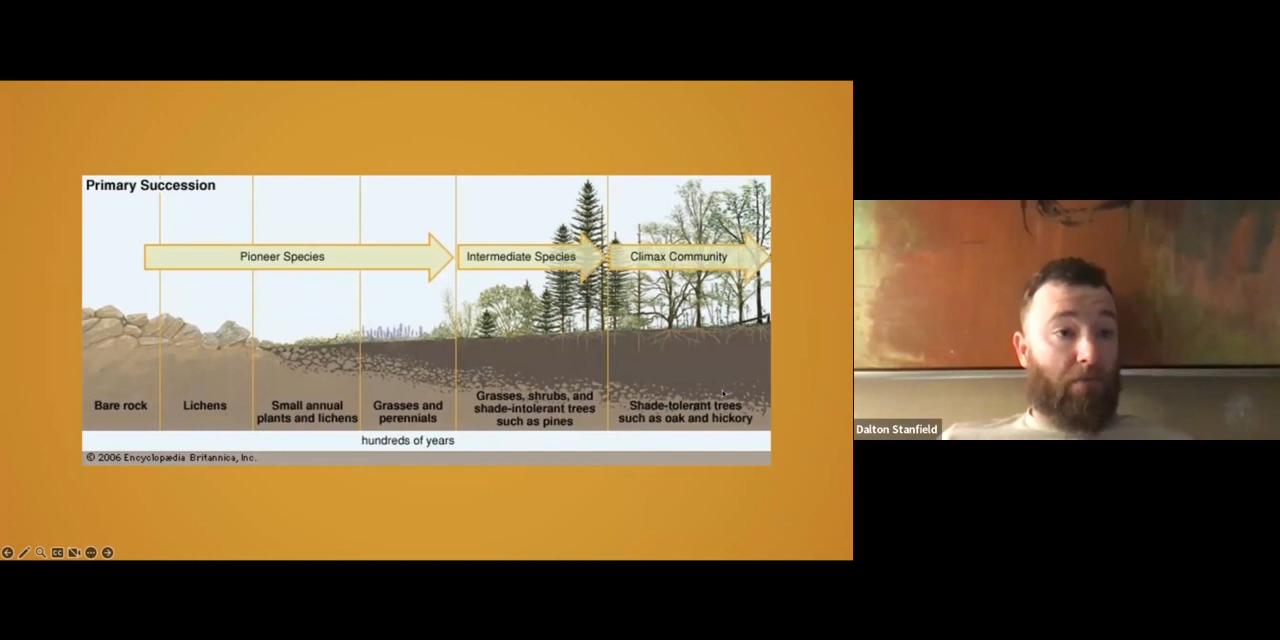 Primary Succession
Pioneer Species
Intermediate Species
Climax Community
Bare rock
Lichens
Small annual
plants and lichens
Grasses and
perennials
Grasses, shrubs, and
shade-intolerant trees
such as pines
Shade-tolerant trees
such as oak and hickory
hundreds of years
© 2006 Encyclopædia Britannica, Inc.
CC
Dalton Stanfield